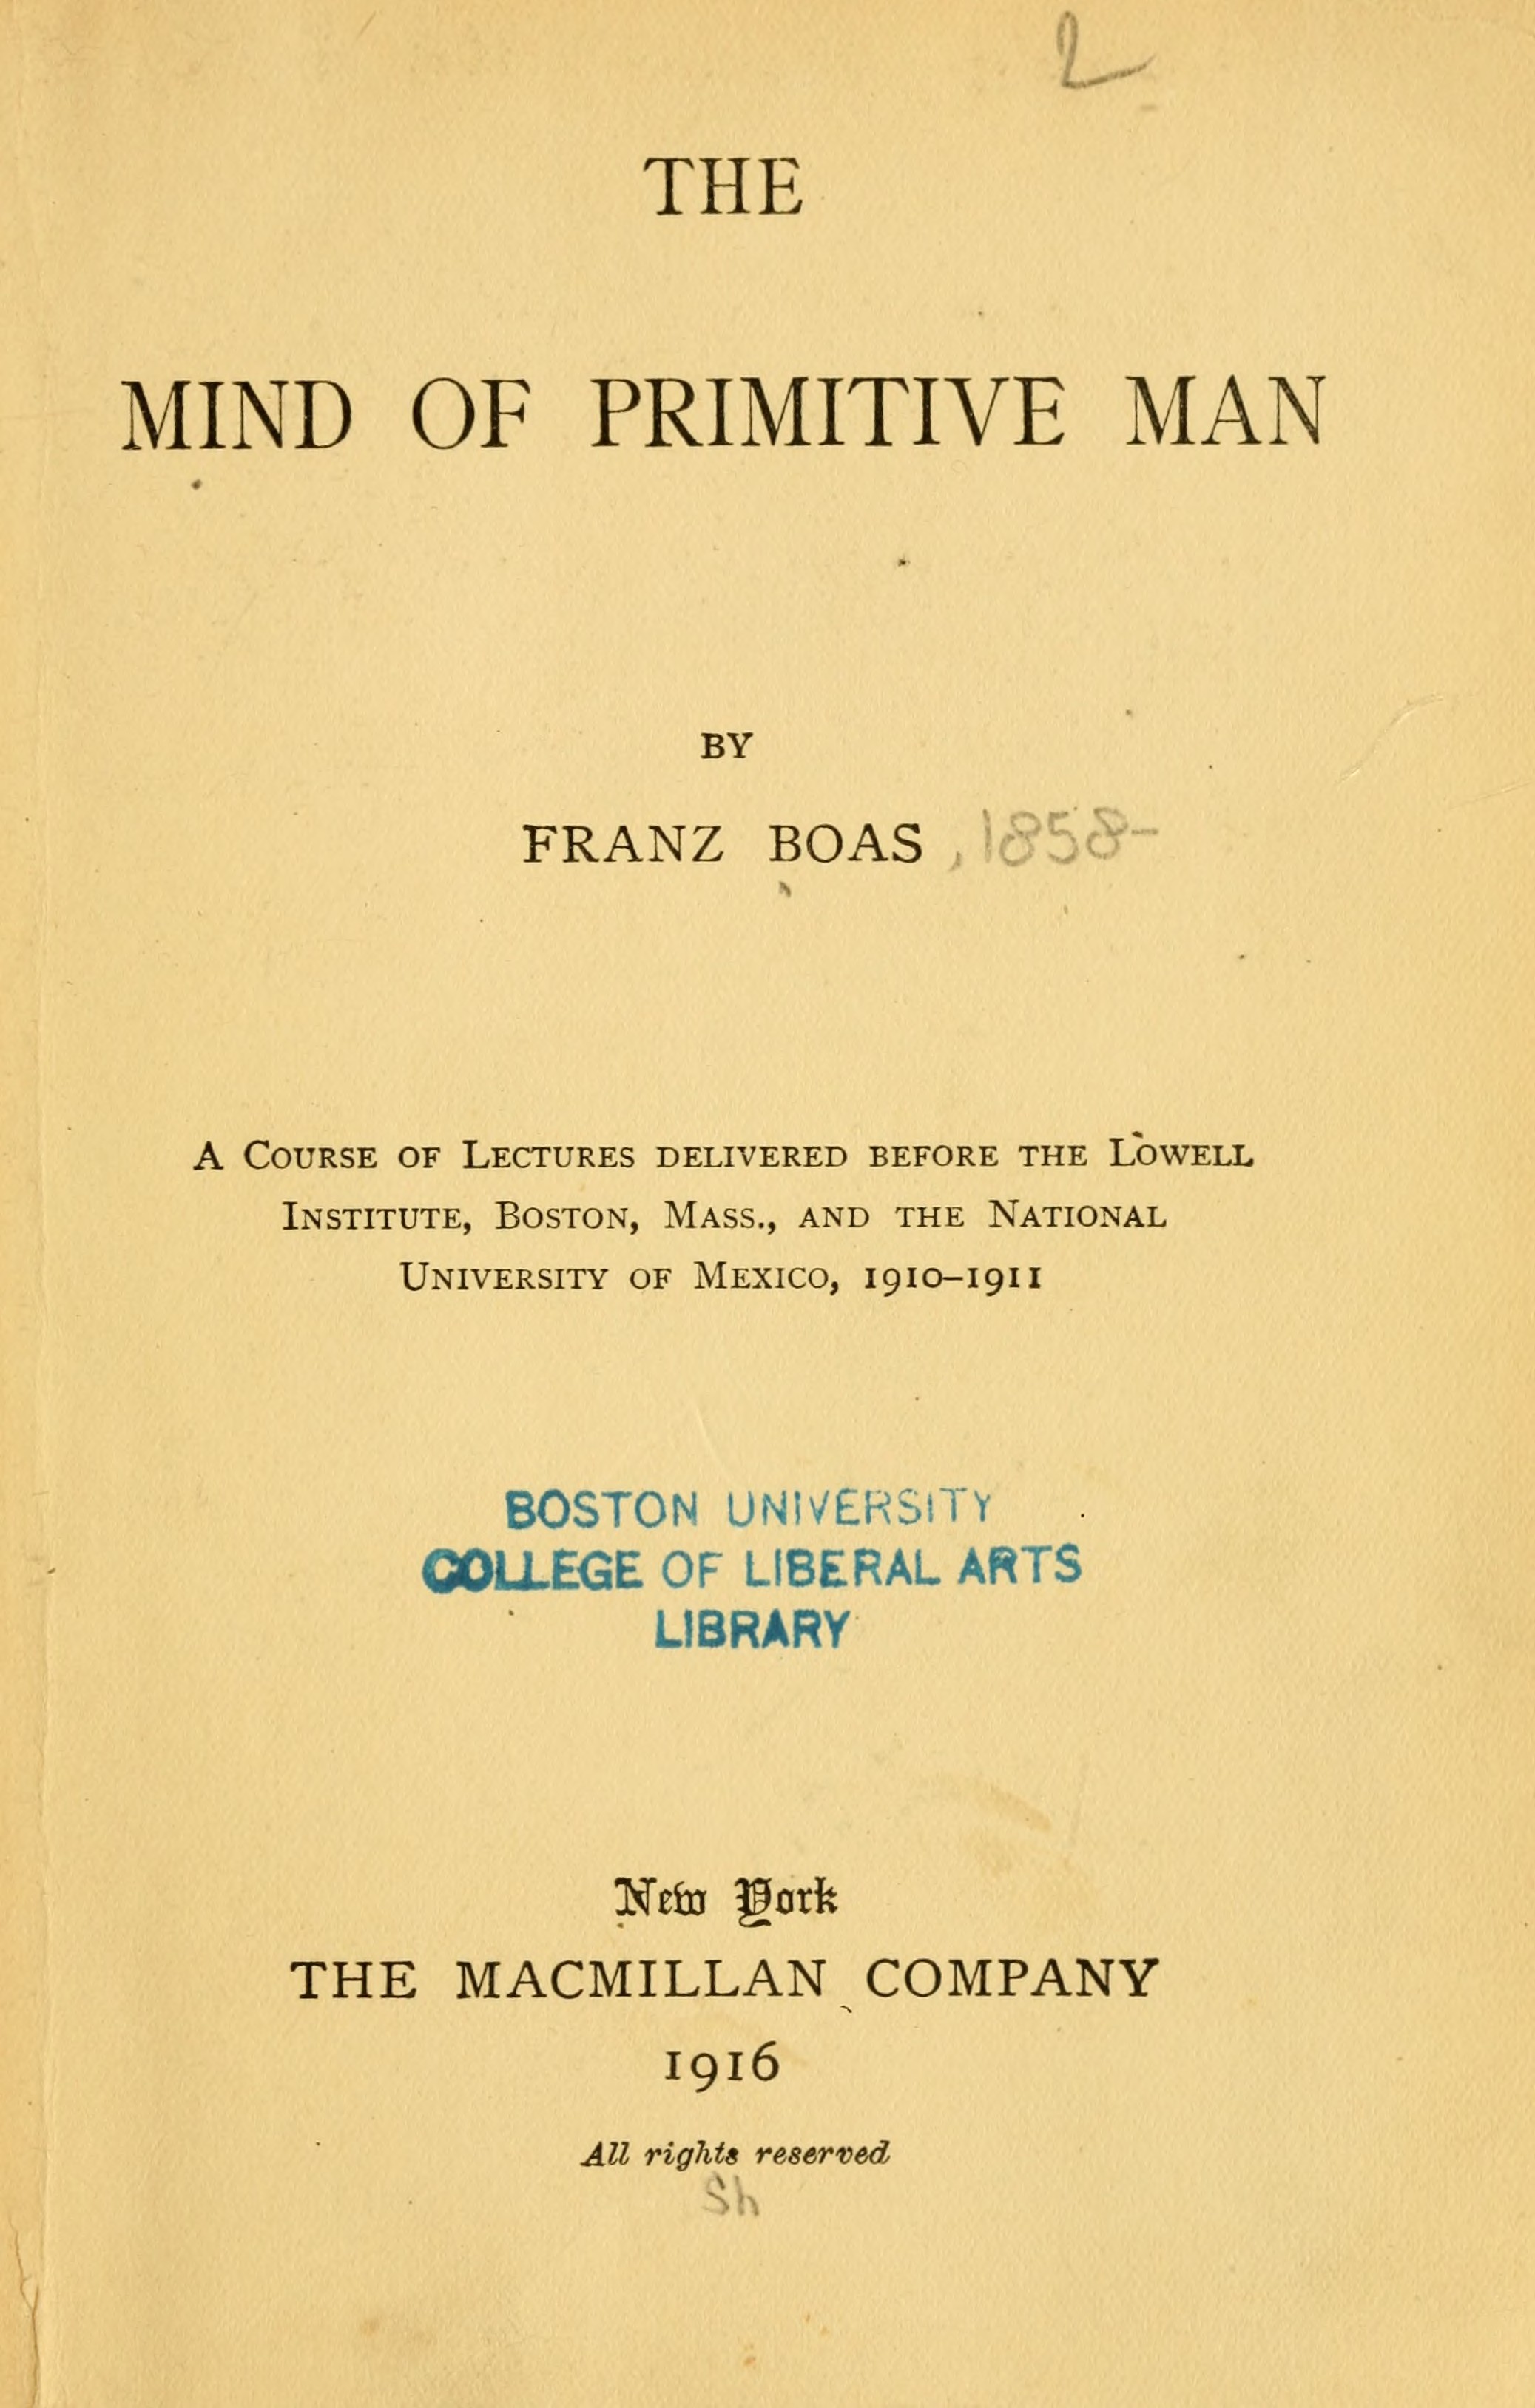 2
THE
MIND OF PRIMITIVE MAN
BY
FRANZ BOAS , 1858-
A COURSE OF LECTURES DELIVERED BEFORE THE LOWELL
INSTITUTE, BOSTON, MASS., AND THE NATIONAL
UNIVERSITY OF MEXICO, 1910–1911
BOSTON UNIVERSITY
COLLEGE OF LIBERAL ARTS
LIBRARY
New York
THE MACMILLAN COMPANY
1916
All rights reserved
Sh